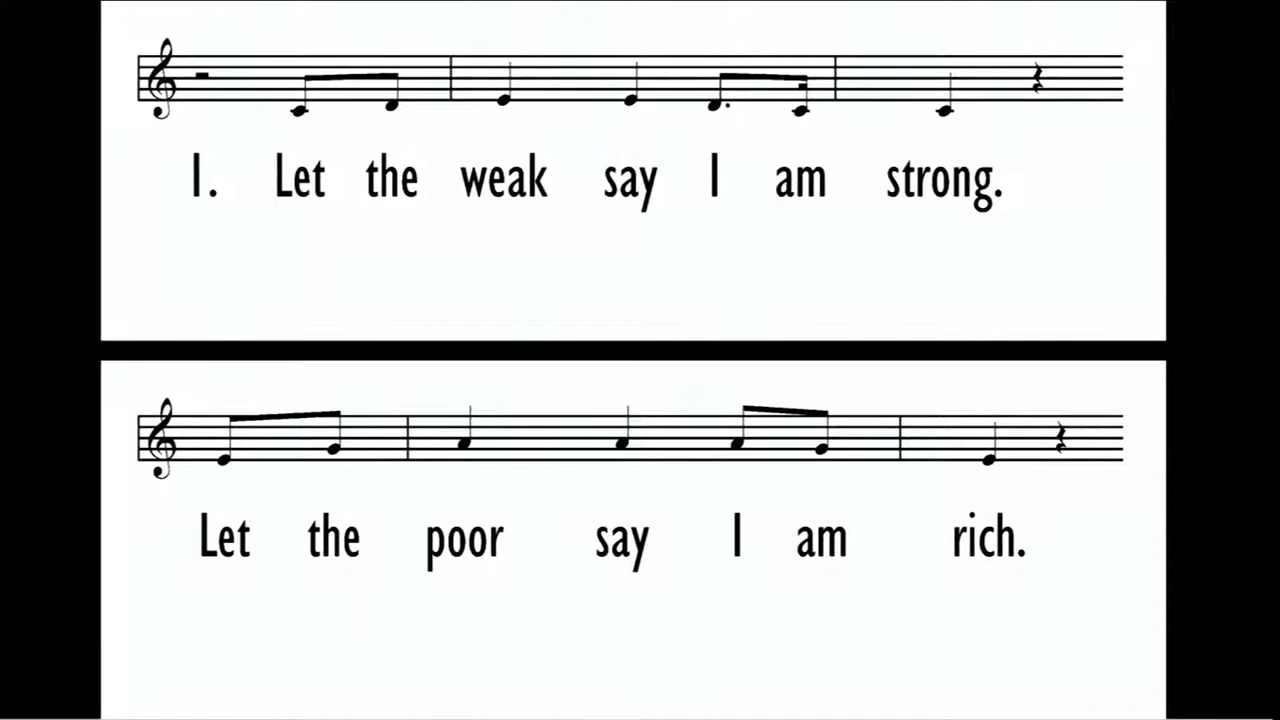 1. Let the weak say I am strong.
Let the poor say I am rich.